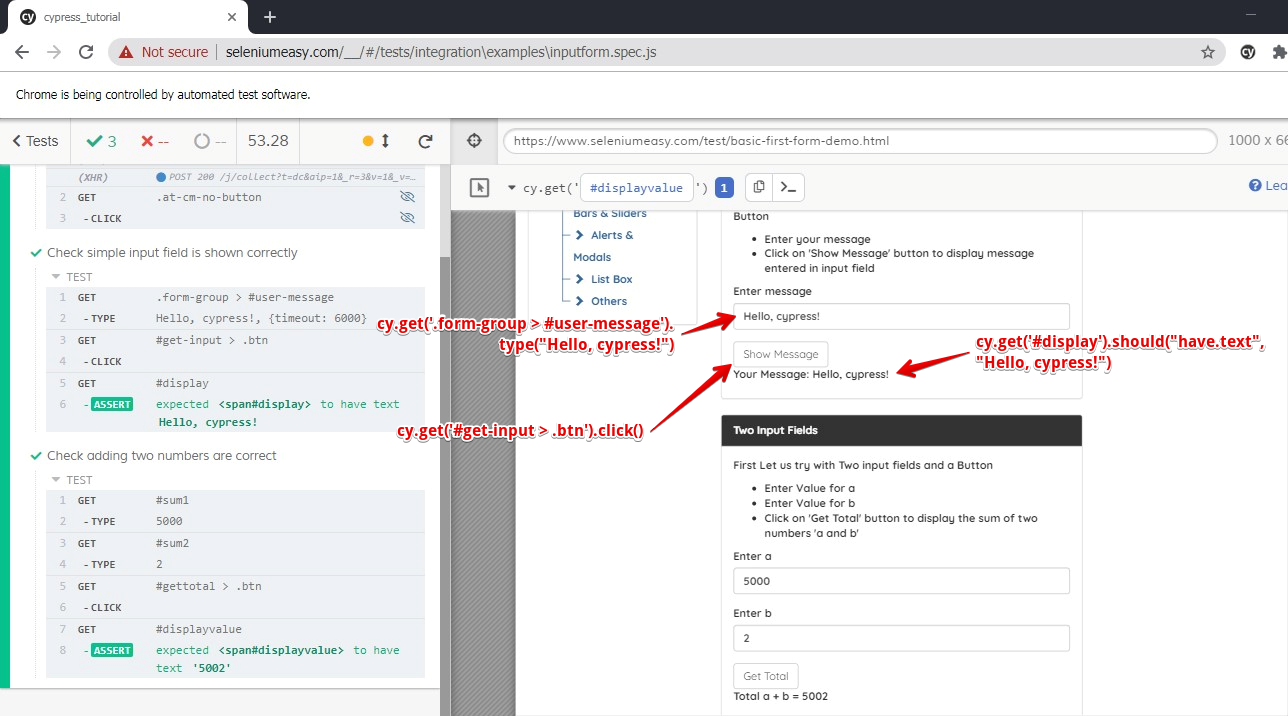 cypress_tutorial
Not secure seleniumeasy.com/__/#/tests/integration\examples\inputform.spec.js
Chrome is being controlled by automated test software.
Tests 3 -- -- 53.28
(XHR) POST 200 /j/collect?t=dc&aip=1&_r=3&v=1&_v=…
2 GET .at-cm-no-button
3 -CLICK
Check simple input field is shown correctly
TEST
1 GET .form-group > #user-message
2 -TYPE Hello, cypress!, {timeout: 6000}
3 GET #get-input > .btn
4 -CLICK
5 GET #display
6 -ASSERT expected <span#display> to have text
Hello, cypress!
Check adding two numbers are correct
TEST
1 GET #sum1
2 -TYPE 5000
3 GET #sum2
4 -TYPE 2
5 GET #gettotal > .btn
6 -CLICK
7 GET #displayvalue
8 -ASSERT expected <span#displayvalue> to have
text '5002'
https://www.seleniumeasy.com/test/basic-first-form-demo.html 1000 x 66
cy.get('#displayvalue') 1 Lea
Bars & Sliders
Alerts &
Modals
List Box
Others
Button
Enter your message
Click on 'Show Message' button to display message
entered in input field
Enter message
Hello, cypress!
Show Message
Your Message: Hello, cypress!
cy.get('.form-group > #user-message').
type("Hello, cypress!")
cy.get('#display').should("have.text",
"Hello, cypress!")
cy.get('#get-input > .btn').click()
Two Input Fields
First Let us try with Two input fields and a Button
Enter Value for a
Enter Value for b
Click on 'Get Total' button to display the sum of two
numbers 'a and b'
Enter a
5000
Enter b
2
Get Total
Total a + b = 5002